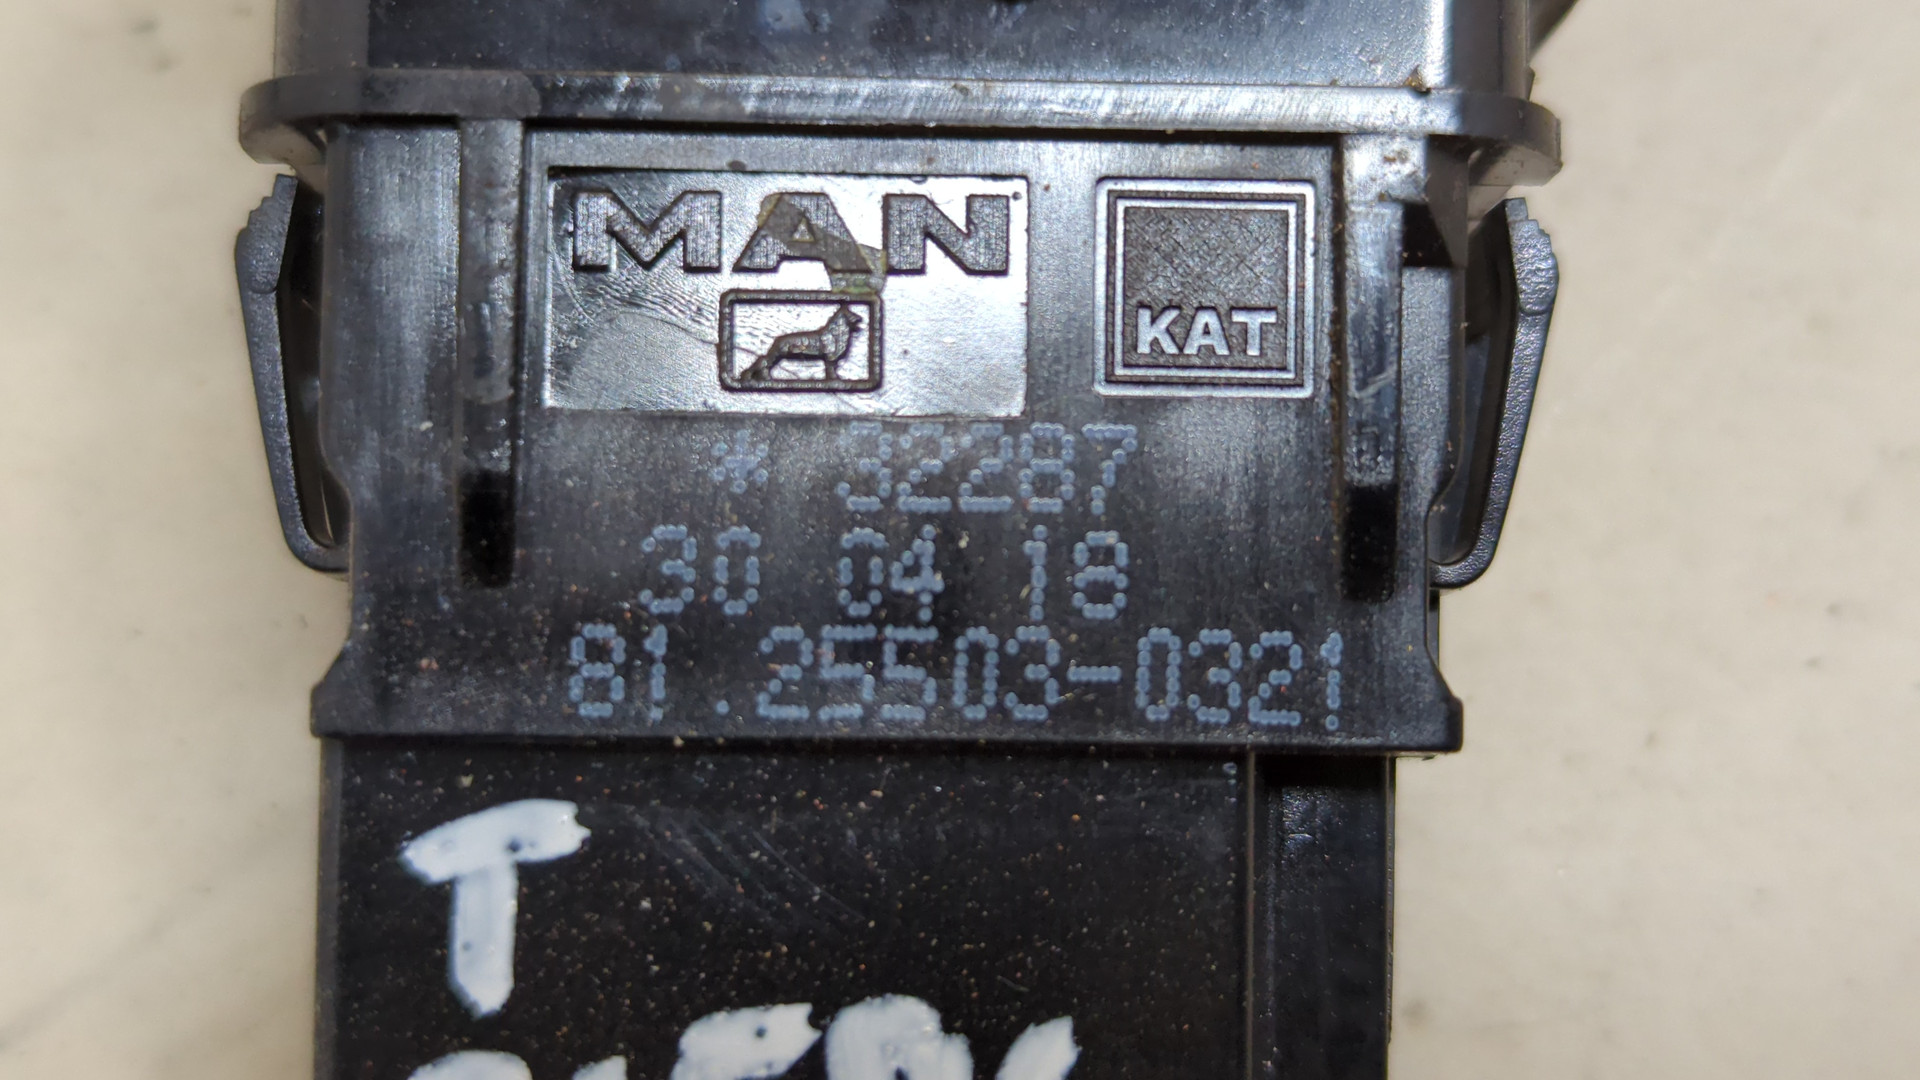 MAN
KAT
* 32287
30 04 18
81.25503-0321
T